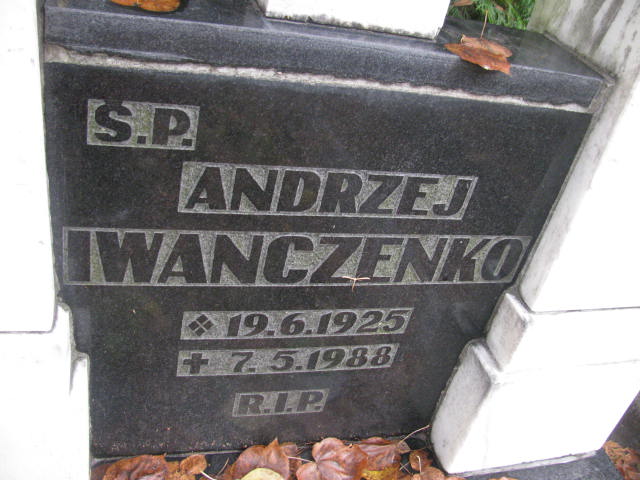 Ś.P.
ANDRZEJ
IWANCZENKO
❖ 19.6.1925
✝ 7.5.1988
R.I.P.